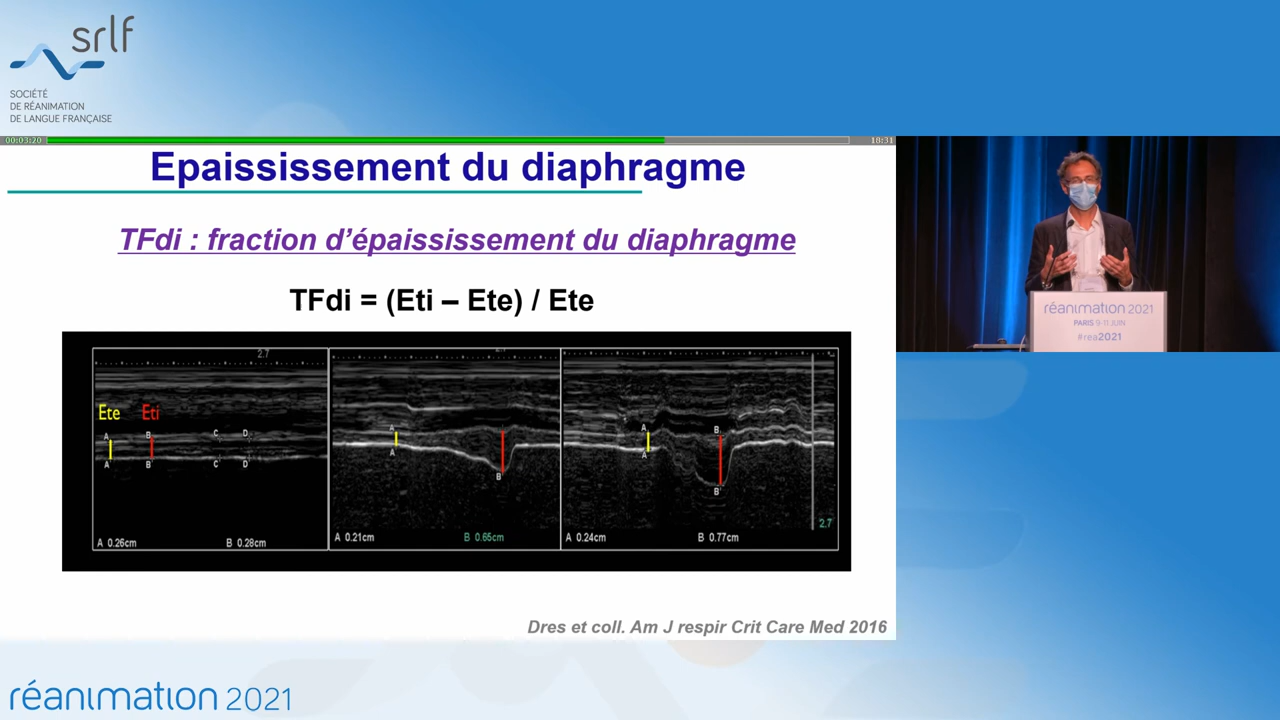 srlf
SOCIÉTÉ
DE RÉANIMATION
DE LANGUE FRANÇAISE
00:03:20
18:31
Epaississement du diaphragme
TFdi : fraction d'épaississement du diaphragme
TFdi = (Eti – Ete) / Ete
2.7
Ete Eti
A B C D
A B C D
A 0.26cm B 0.28cm
A
A
B'
A 0.21cm B 0.65cm
A B
A B'
2.7
A 0.24cm B 0.77cm
Dres et coll. Am J respir Crit Care Med 2016
réanimation 2021
PARIS 9-11 JUIN
#rea2021
réanimation 2021